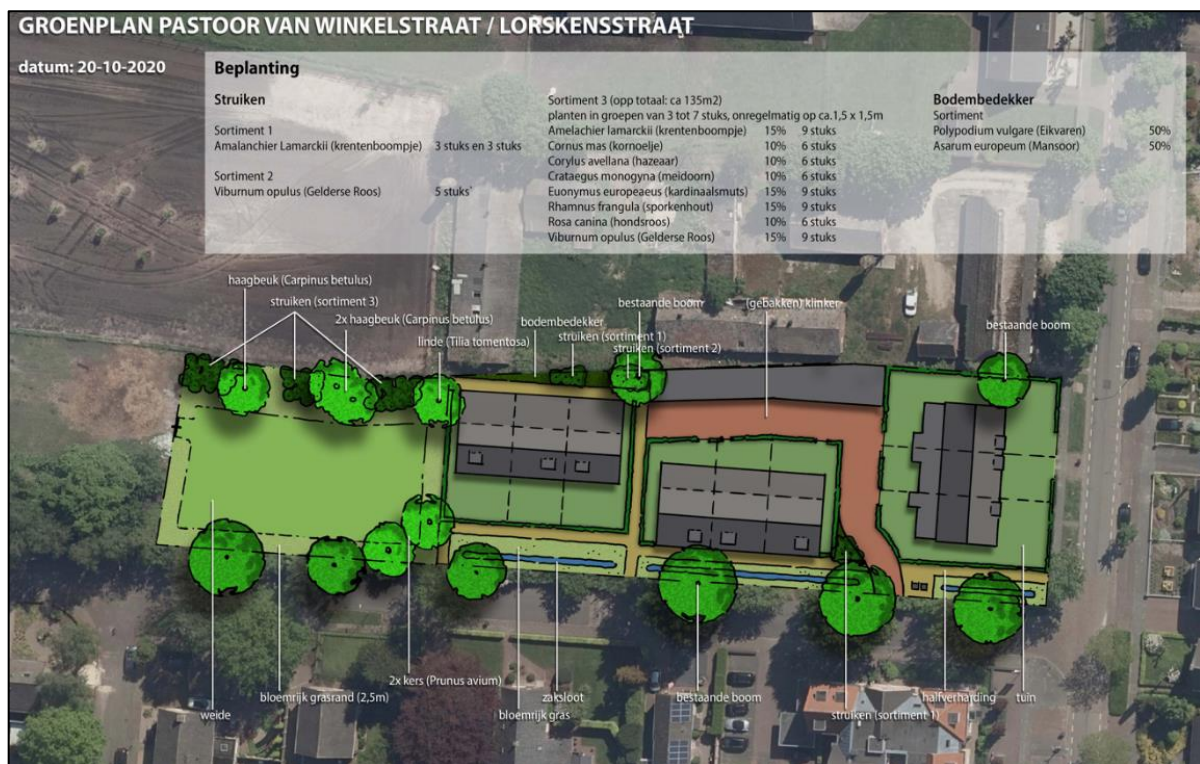 GROENPLAN PASTOOR VAN WINKELSTRAAT / LORSKENSSTRAAT
datum: 20-10-2020
Beplanting
Struiken
Sortiment 1
Amalanchier Lamarckii (krentenboompje) 3 stuks en 3 stuks
Sortiment 2
Viburnum opulus (Gelderse Roos) 5 stuks
Sortiment 3 (opp totaal: ca 135m2)
planten in groepen van 3 tot 7 stuks, onregelmatig op ca.1,5 x 1,5m
Amelachier lamarckii (krentenboompje) 15% 9 stuks
Cornus mas (kornoelje) 10% 6 stuks
Corylus avellana (hazeaar) 10% 6 stuks
Crataegus monogyna (meidoorn) 10% 6 stuks
Euonymus europeaeus (kardinaalsmuts) 15% 9 stuks
Rhamnus frangula (sporkenhout) 15% 9 stuks
Rosa canina (hondsroos) 10% 6 stuks
Viburnum opulus (Gelderse Roos) 15% 9 stuks
Bodembedekker
Sortiment
Polypodium vulgare (Eikvaren) 50%
Asarum europeum (Mansoor) 50%
haagbeuk (Carpinus betulus)
struiken (sortiment 3)
2x haagbeuk (Carpinus betulus)
linde (Tilia tomentosa)
bodembedekker
struiken (sortiment 1)
struiken (sortiment 2)
bestaande boom
(gebakken) klinker
bestaande boom
weide
bloemrijk grasrand (2,5m)
2x kers (Prunus avium)
bloemrijk gras
zaksloot
bestaande boom
struiken (sortiment 1)
halfverharding
tuin